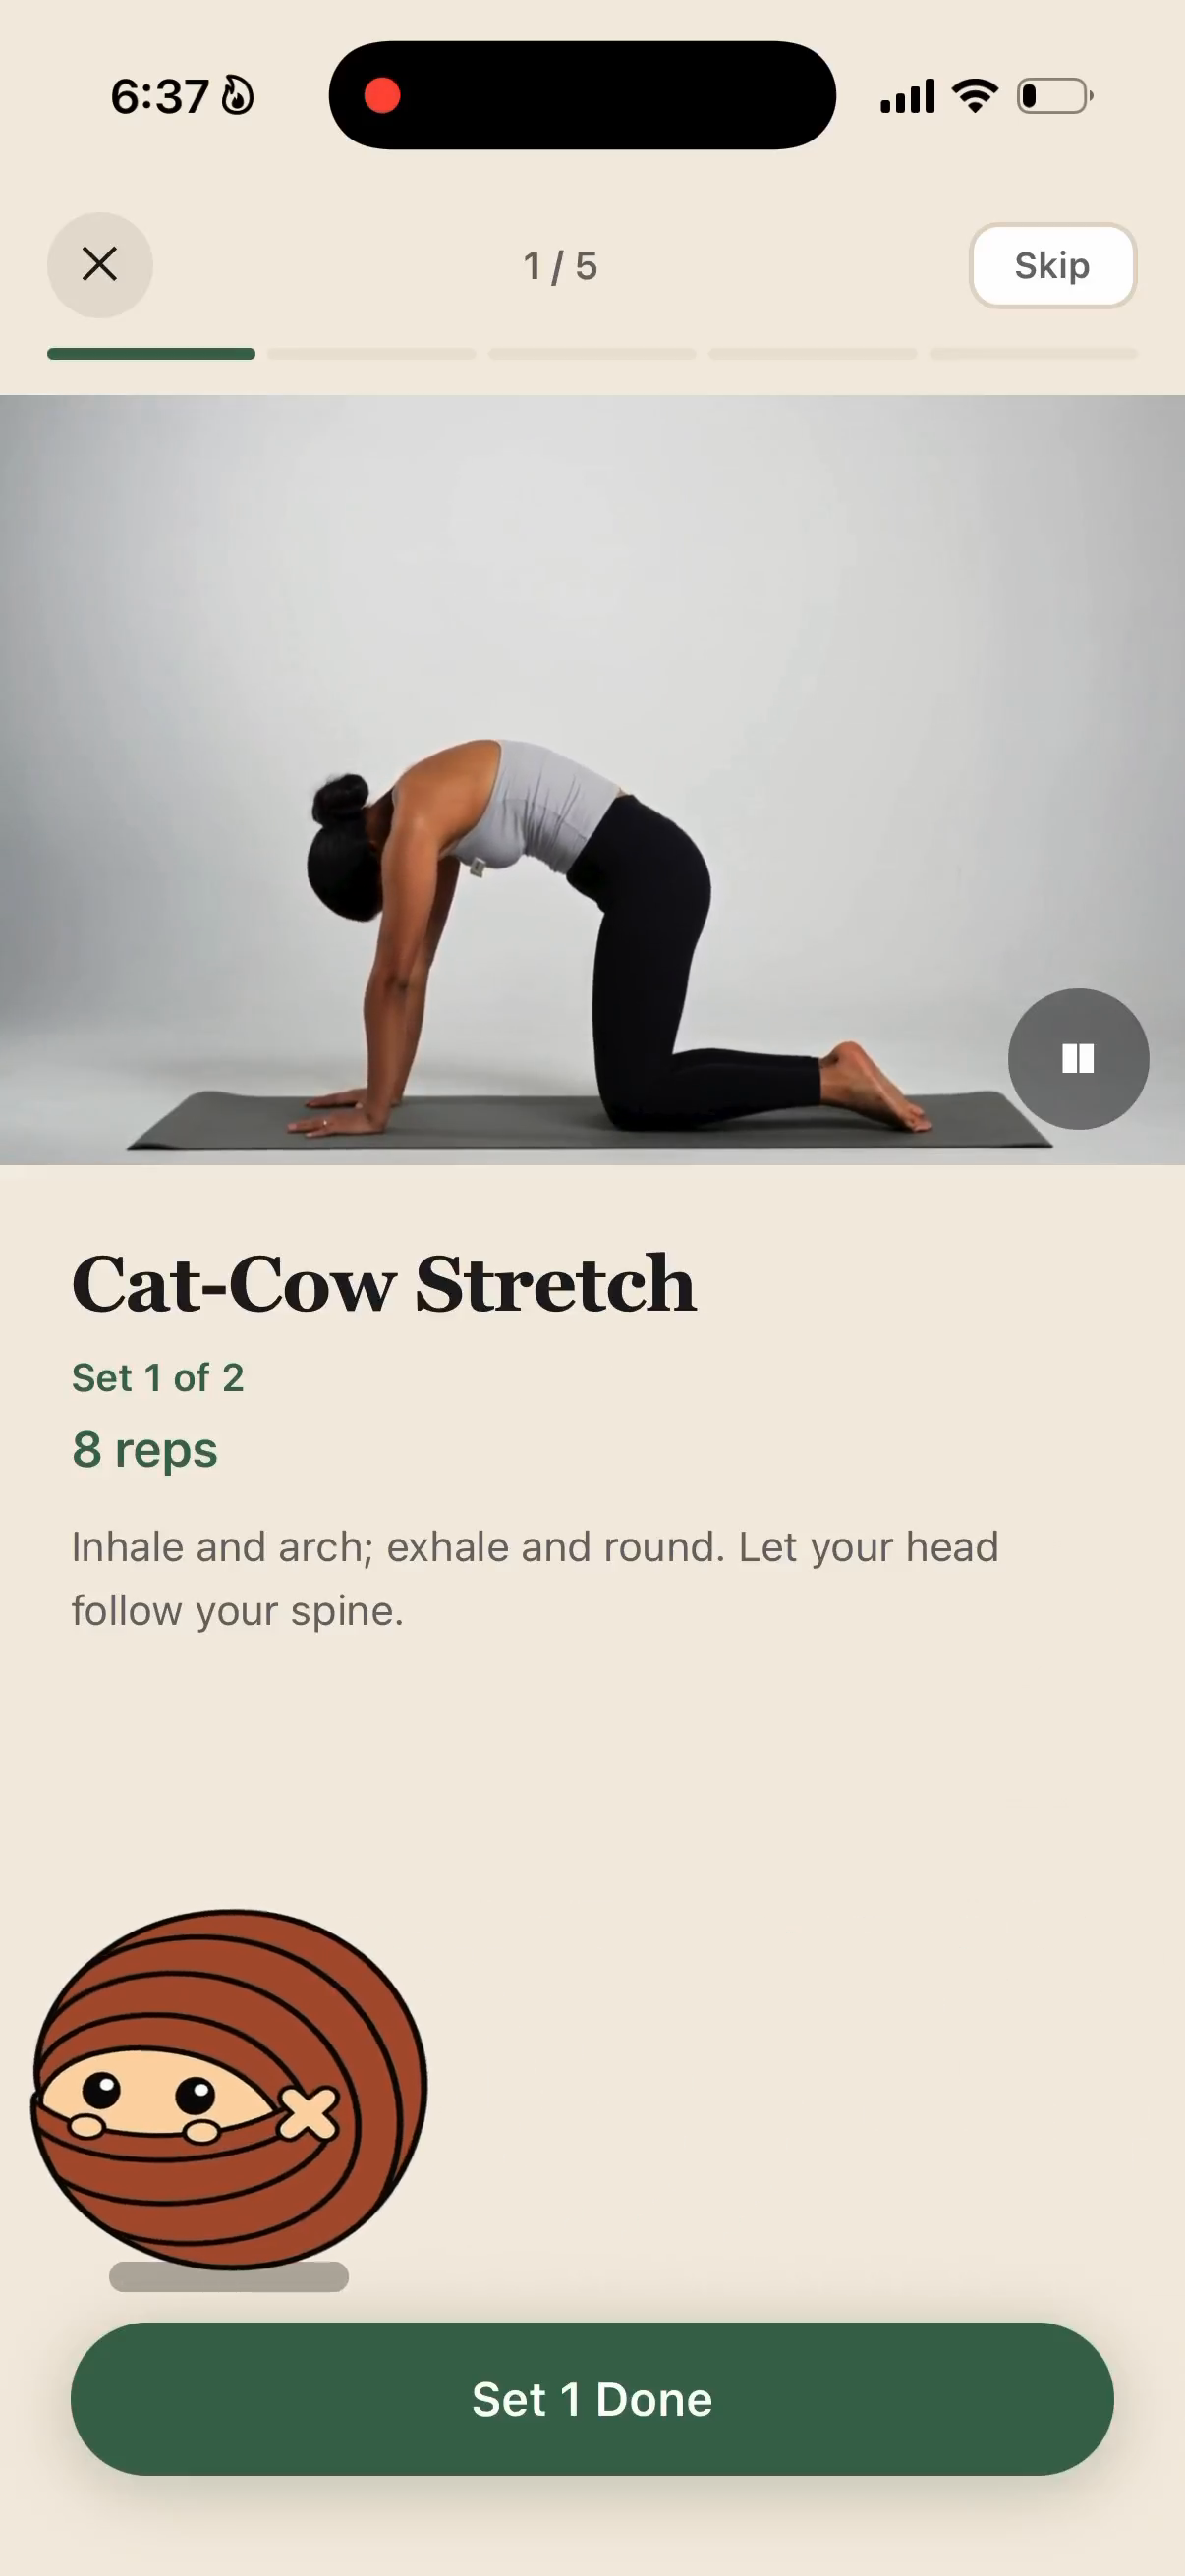 6:37
1 / 5
Skip
Cat-Cow Stretch
Set 1 of 2
8 reps
Inhale and arch; exhale and round. Let your head
follow your spine.
Set 1 Done